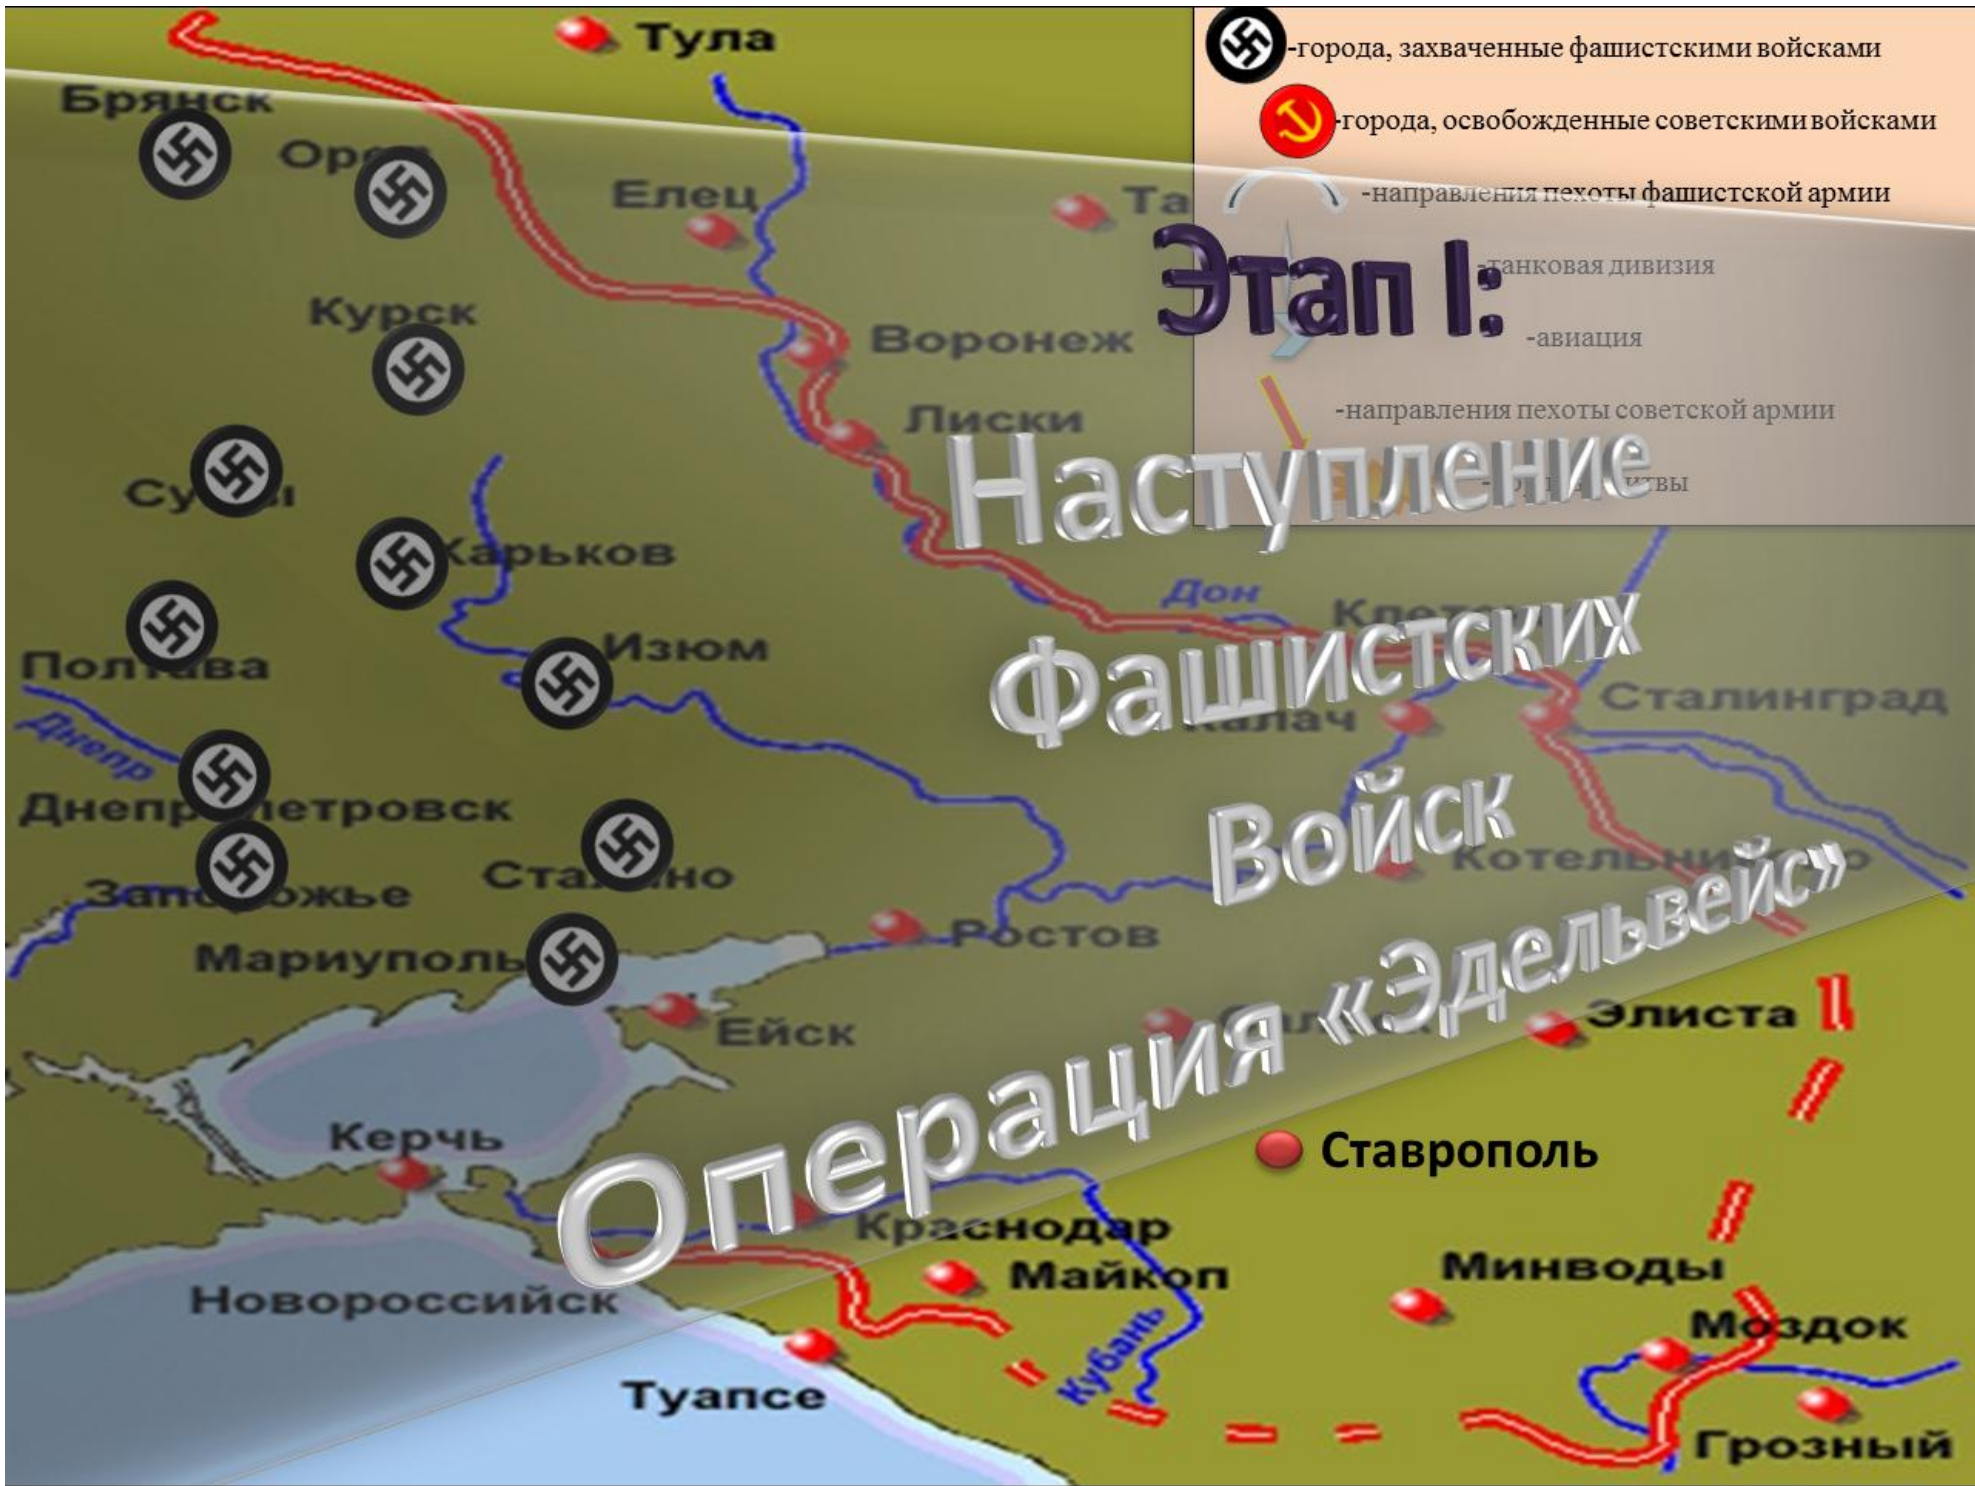 Тула
-города, захваченные фашистскими войсками
Брянск
-города, освобожденные советскими войсками
Елец
-направления пехоты фашистской армии
Этап I:
-танковая дивизия
Курск
Воронеж
-авиация
Лиски
-направления пехоты советской армии
Наступление
Харьков
Дон
Изюм
Фашистских
Сталинград
Днепр
Войск
Ростов
Мариуполь
Операция «Эдельвейс»
Ейск
Элиста
Керчь
Ставрополь
Краснодар
Майкоп
Минводы
Новороссийск
Моздок
Кубань
Туапсе
Грозный